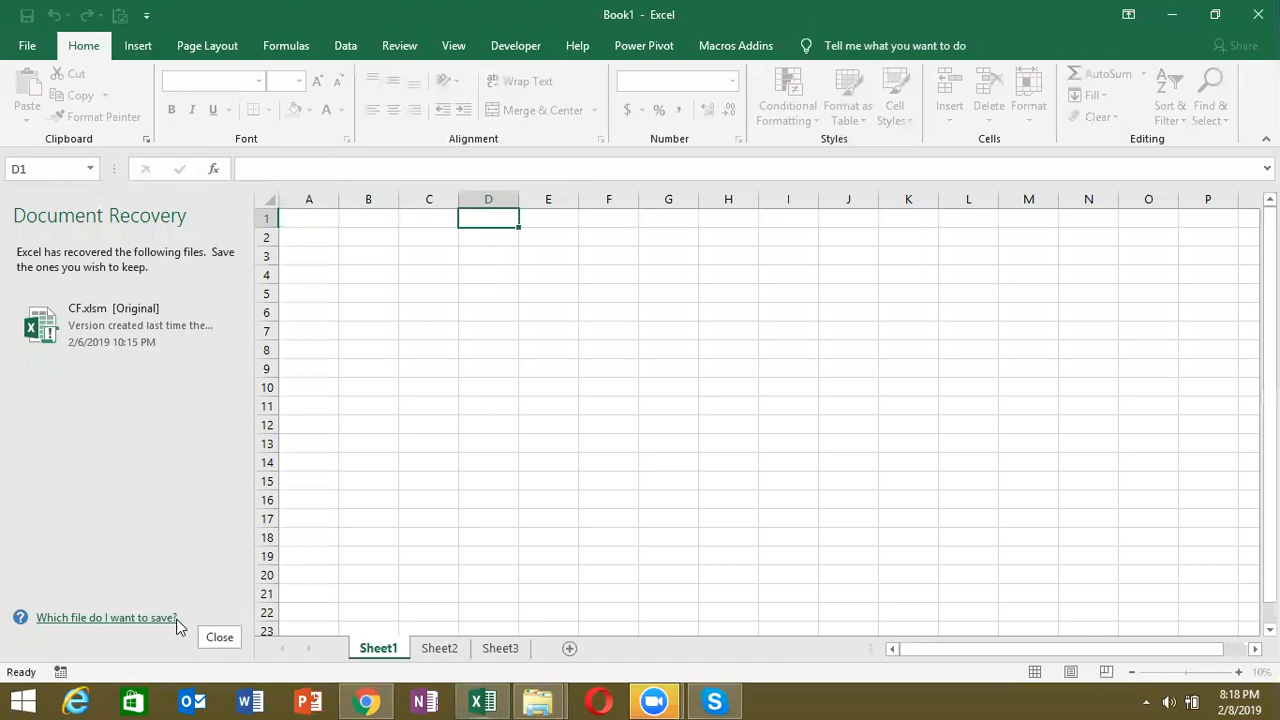 Book1 - Excel
File Home Insert Page Layout Formulas Data Review View Developer Help Power Pivot Macros Addins Tell me what you want to do Share
Paste
Cut
Copy
Format Painter
Clipboard
B I U
A
Font
Wrap Text
Merge & Center
Alignment
$ % ,
Number
Conditional Formatting
Format as Table
Cell Styles
Styles
Insert
Delete
Format
Cells
AutoSum
Fill
Clear
Sort & Filter
Find & Select
Editing
D1
fx
Document Recovery
Excel has recovered the following files. Save
the ones you wish to keep.
CF.xlsm [Original]
Version created last time the...
2/6/2019 10:15 PM
Which file do I want to save?
Close
A B C D E F G H I J K L M N O P
1
2
3
4
5
6
7
8
9
10
11
12
13
14
15
16
17
18
19
20
21
22
23
Sheet1 Sheet2 Sheet3
Ready
10%
8:18 PM
2/8/2019